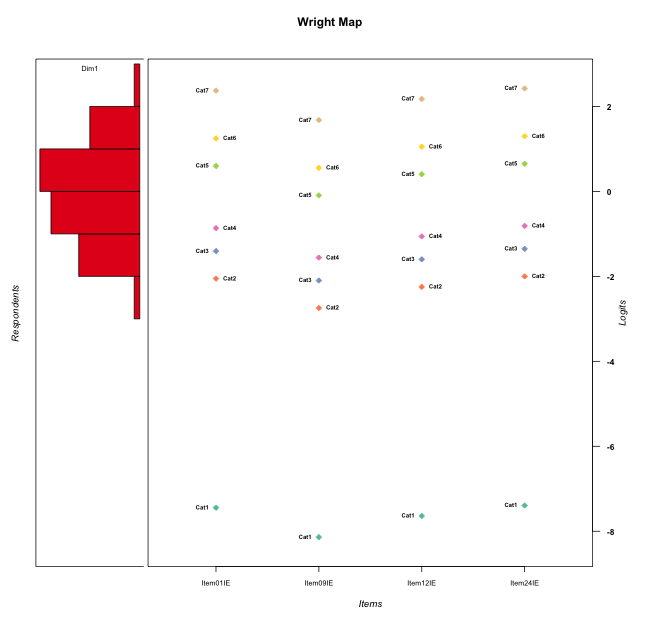 Wright Map
Dim1
Cat7
Cat7
Cat7
Cat7
2
Cat6
Cat6
Cat6
Cat6
Cat5
Cat5
Cat5
Cat5
0
Cat4
Cat4
Cat4
Cat4
Cat3
Cat3
Cat3
Cat3
Cat2
Cat2
Cat2
Cat2
-2
Respondents
Logits
-4
-6
Cat1
Cat1
Cat1
Cat1
-8
Item01IE
Item09IE
Item12IE
Item24IE
Items